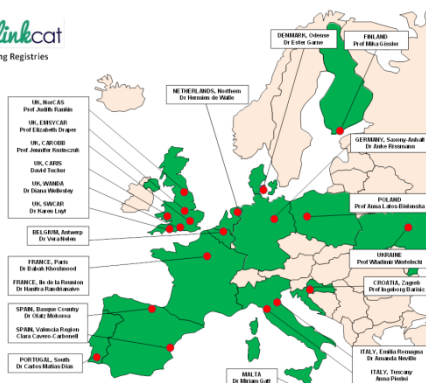 linkcat
ng Registries
DENMARK, Odense
Dr Ester Garne
FINLAND
Prof Mika Gissler
NETHERLANDS, Northern
Dr Hermien de Walle
UK, NorCAS
Prof Judith Rankin
UK, EMSYCAR
Prof Elizabeth Draper
UK, CAROBB
Prof Jennifer Kurinczuk
UK, CARIS
David Tucker
UK, WANDA
Dr Diana Wellesley
UK, SWCAR
Dr Karen Luyt
GERMANY, Saxony-Anhalt
Dr Anke Rissmann
POLAND
Prof Anna Latos-Bielenska
BELGIUM, Antwerp
Dr Vera Nelen
UKRAINE
Prof Wladimir Wertelecki
FRANCE, Paris
Dr Babak Khoshnood
FRANCE, Ile de la Reunion
Dr Hanitra Randrianaivo
CROATIA, Zagreb
Prof Ingeborg Barisic
SPAIN, Basque Country
Dr Olatz Mokoroa
SPAIN, Valencia Region
Clara Cavero-Carbonell
ITALY, Emilia Romagna
Dr Amanda Neville
PORTUGAL, South
Dr Carlos Matias Dias
ITALY, Tuscany
Anna Pierini
MALTA
Dr Miriam Gatt